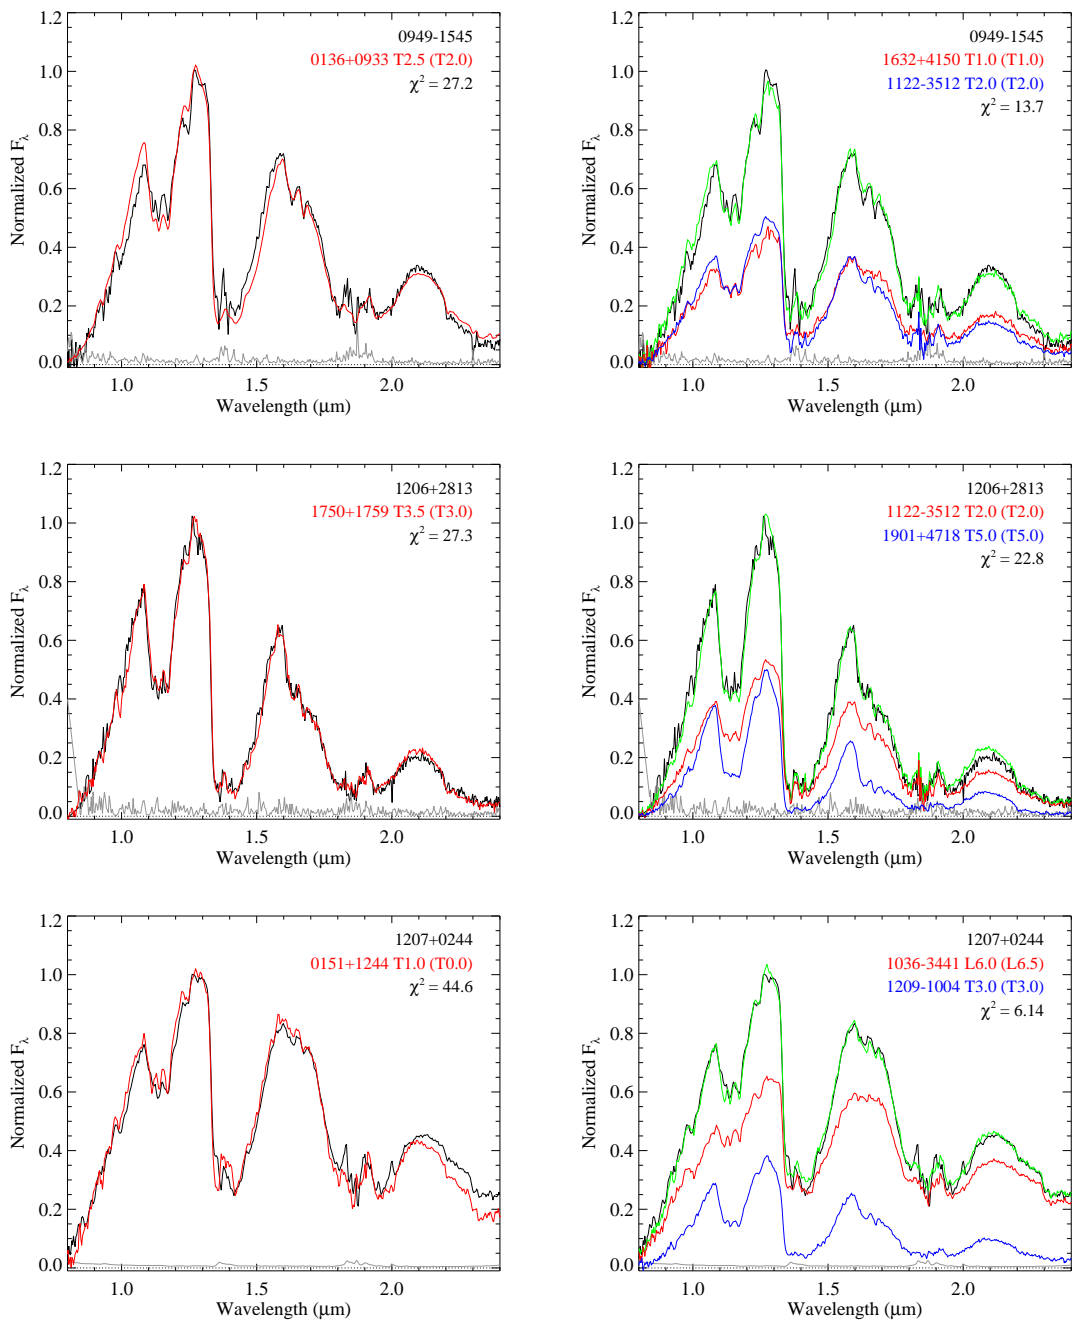 0949-1545
0136+0933 T2.5 (T2.0)
χ² = 27.2
Normalized Fλ
1.2
1.0
0.8
0.6
0.4
0.2
0.0
1.0 1.5 2.0
Wavelength (μm)
0949-1545
1632+4150 T1.0 (T1.0)
1122-3512 T2.0 (T2.0)
χ² = 13.7
Normalized Fλ
1.2
1.0
0.8
0.6
0.4
0.2
0.0
1.0 1.5 2.0
Wavelength (μm)
1206+2813
1750+1759 T3.5 (T3.0)
χ² = 27.3
Normalized Fλ
1.2
1.0
0.8
0.6
0.4
0.2
0.0
1.0 1.5 2.0
Wavelength (μm)
1206+2813
1122-3512 T2.0 (T2.0)
1901+4718 T5.0 (T5.0)
χ² = 22.8
Normalized Fλ
1.2
1.0
0.8
0.6
0.4
0.2
0.0
1.0 1.5 2.0
Wavelength (μm)
1207+0244
0151+1244 T1.0 (T0.0)
χ² = 44.6
Normalized Fλ
1.2
1.0
0.8
0.6
0.4
0.2
0.0
1.0 1.5 2.0
Wavelength (μm)
1207+0244
1036-3441 L6.0 (L6.5)
1209-1004 T3.0 (T3.0)
χ² = 6.14
Normalized Fλ
1.2
1.0
0.8
0.6
0.4
0.2
0.0
1.0 1.5 2.0
Wavelength (μm)